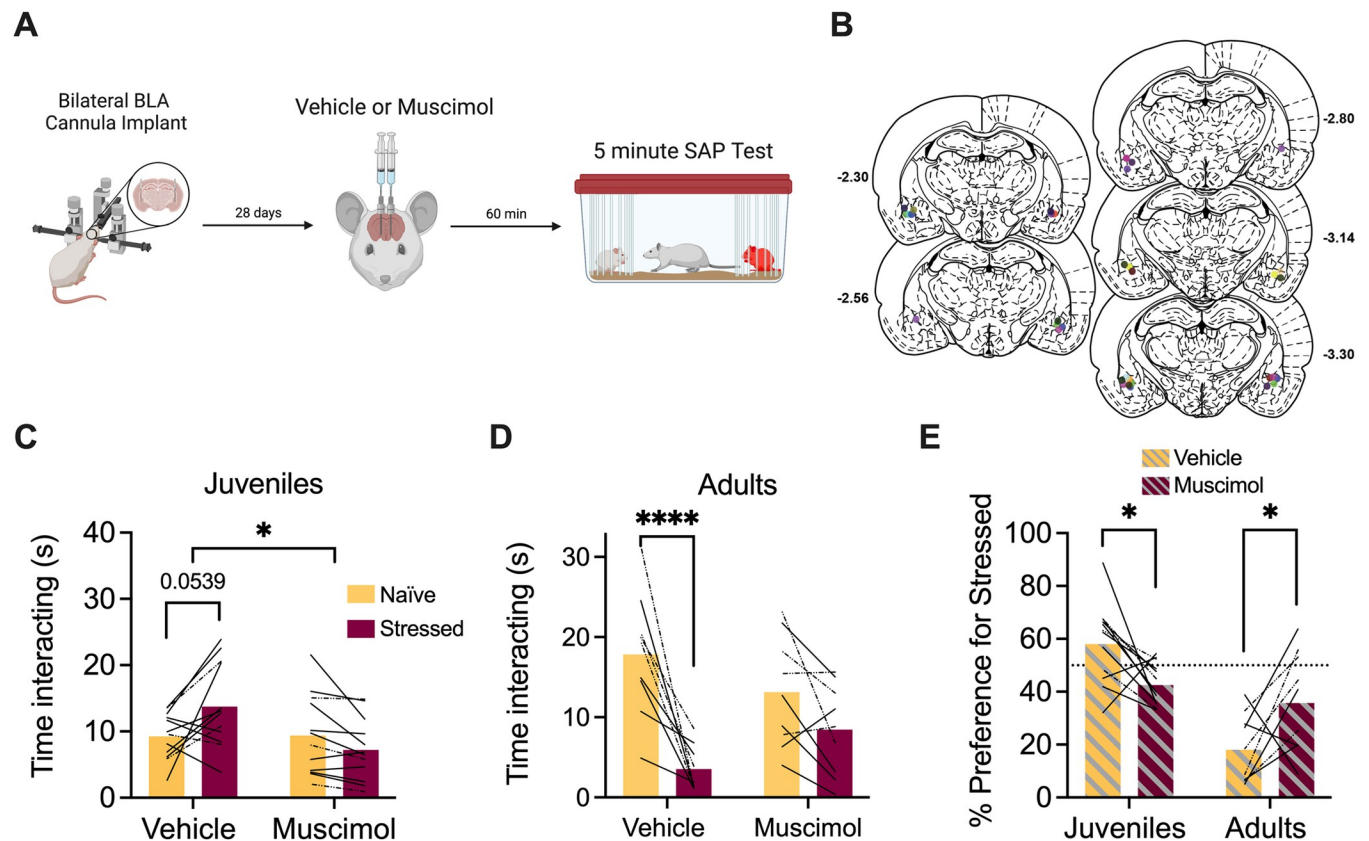 A
Bilateral BLA
Cannula Implant
28 days
Vehicle or Muscimol
60 min
5 minute SAP Test
B
-2.30
-2.56
-2.80
-3.14
-3.30
C
Juveniles
Time interacting (s)
40
30
20
10
0
0.0539
*
Naïve
Stressed
Vehicle
Muscimol
D
Adults
Time interacting (s)
30
20
10
0
****
Vehicle
Muscimol
E
Vehicle
Muscimol
% Preference for Stressed
100
80
60
40
20
0
*
*
Juveniles
Adults